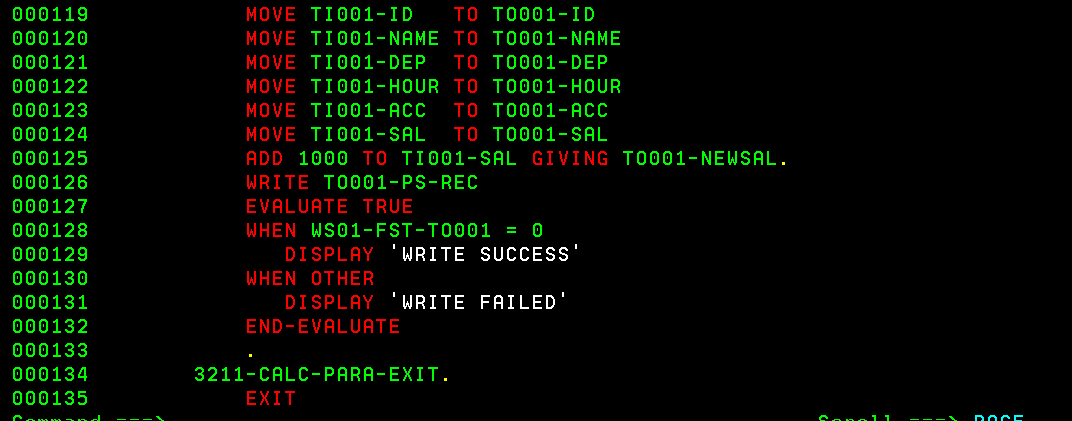 000119 MOVE TI001-ID TO TO001-ID
000120 MOVE TI001-NAME TO TO001-NAME
000121 MOVE TI001-DEP TO TO001-DEP
000122 MOVE TI001-HOUR TO TO001-HOUR
000123 MOVE TI001-ACC TO TO001-ACC
000124 MOVE TI001-SAL TO TO001-SAL
000125 ADD 1000 TO TI001-SAL GIVING TO001-NEWSAL.
000126 WRITE TO001-PS-REC
000127 EVALUATE TRUE
000128 WHEN WS01-FST-TO001 = 0
000129 DISPLAY 'WRITE SUCCESS'
000130 WHEN OTHER
000131 DISPLAY 'WRITE FAILED'
000132 END-EVALUATE
000133 .
000134 3211-CALC-PARA-EXIT.
000135 EXIT
Command ===> Scroll ===> PAGE